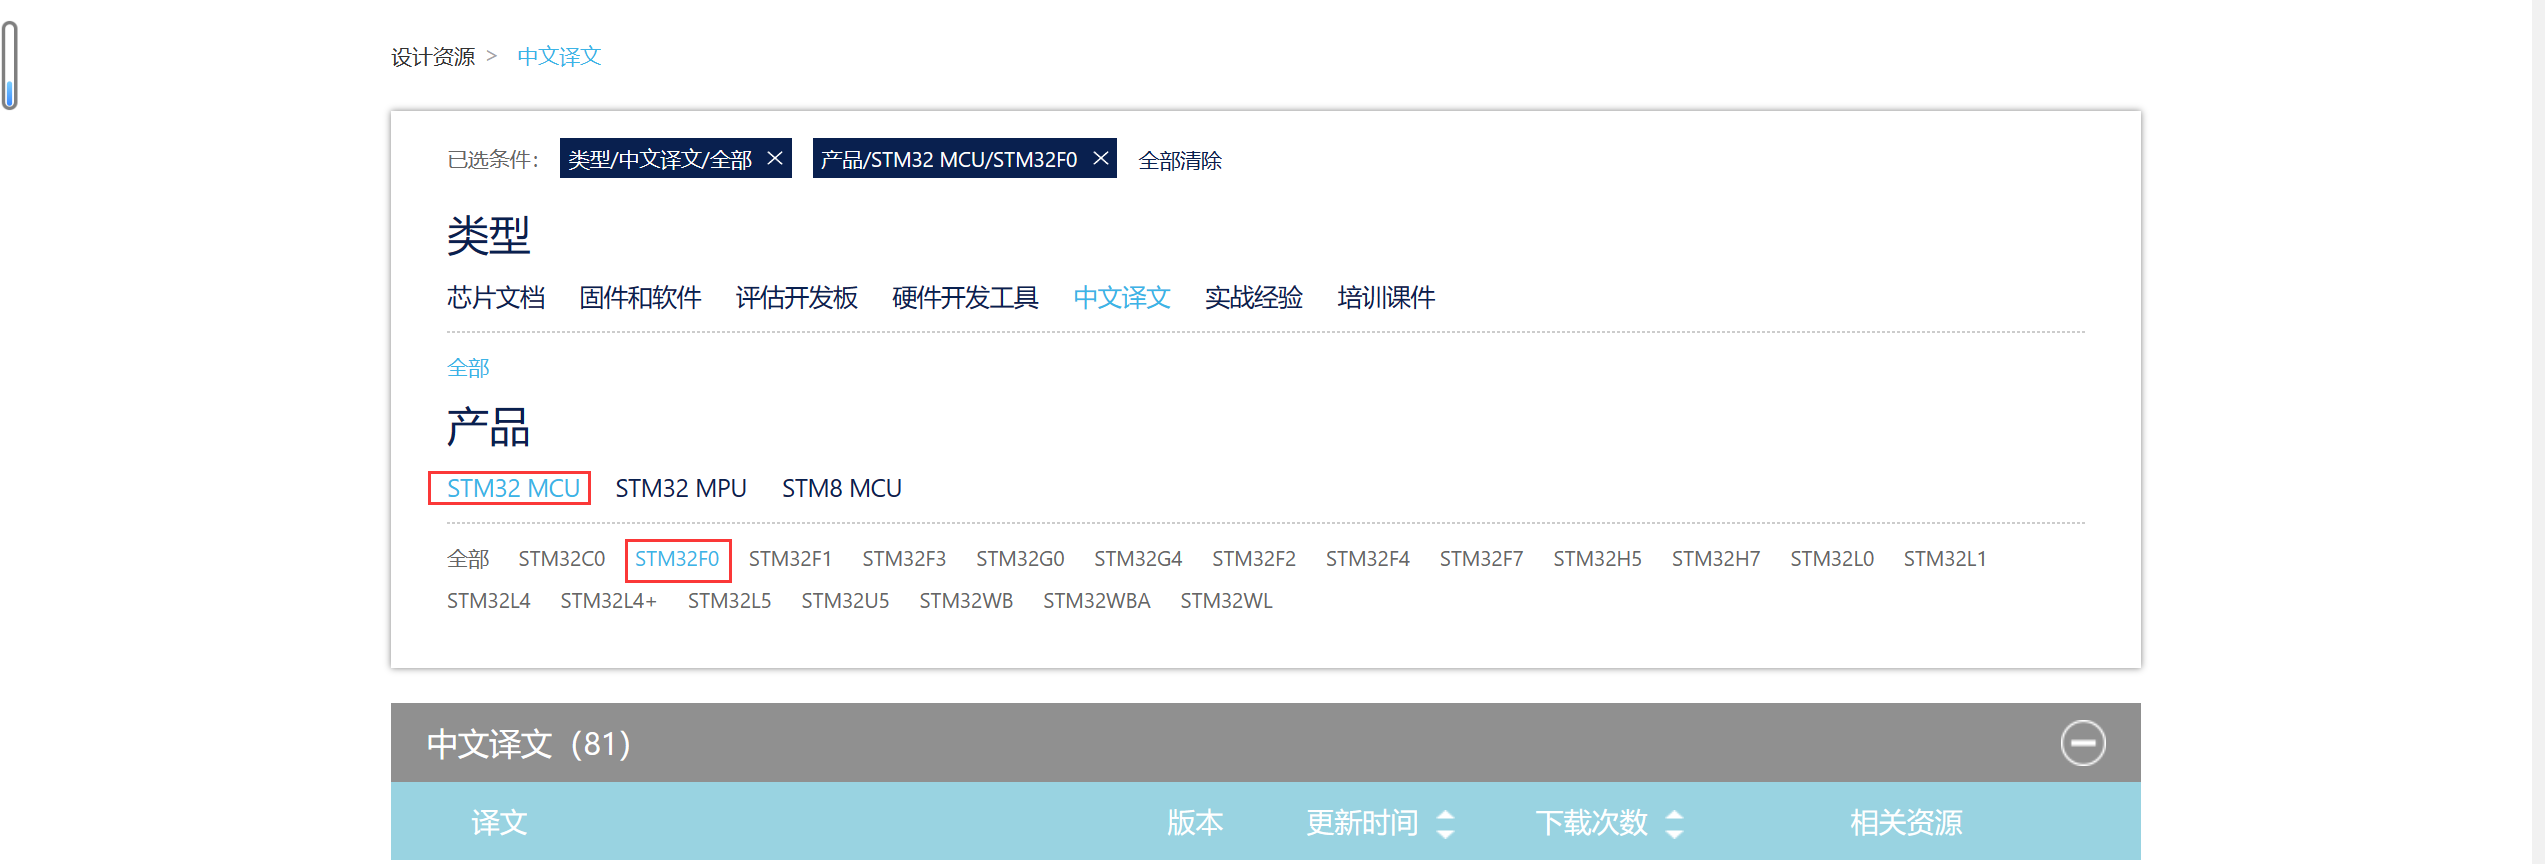 设计资源 > 中文译文
已选条件： 类型/中文译文/全部 × 产品/STM32 MCU/STM32F0 × 全部清除
类型
芯片文档 固件和软件 评估开发板 硬件开发工具 中文译文 实战经验 培训课件
全部
产品
STM32 MCU STM32 MPU STM8 MCU
全部 STM32C0 STM32F0 STM32F1 STM32F3 STM32G0 STM32G4 STM32F2 STM32F4 STM32F7 STM32H5 STM32H7 STM32L0 STM32L1
STM32L4 STM32L4+ STM32L5 STM32U5 STM32WB STM32WBA STM32WL
中文译文（81）
译文 版本 更新时间 下载次数 相关资源